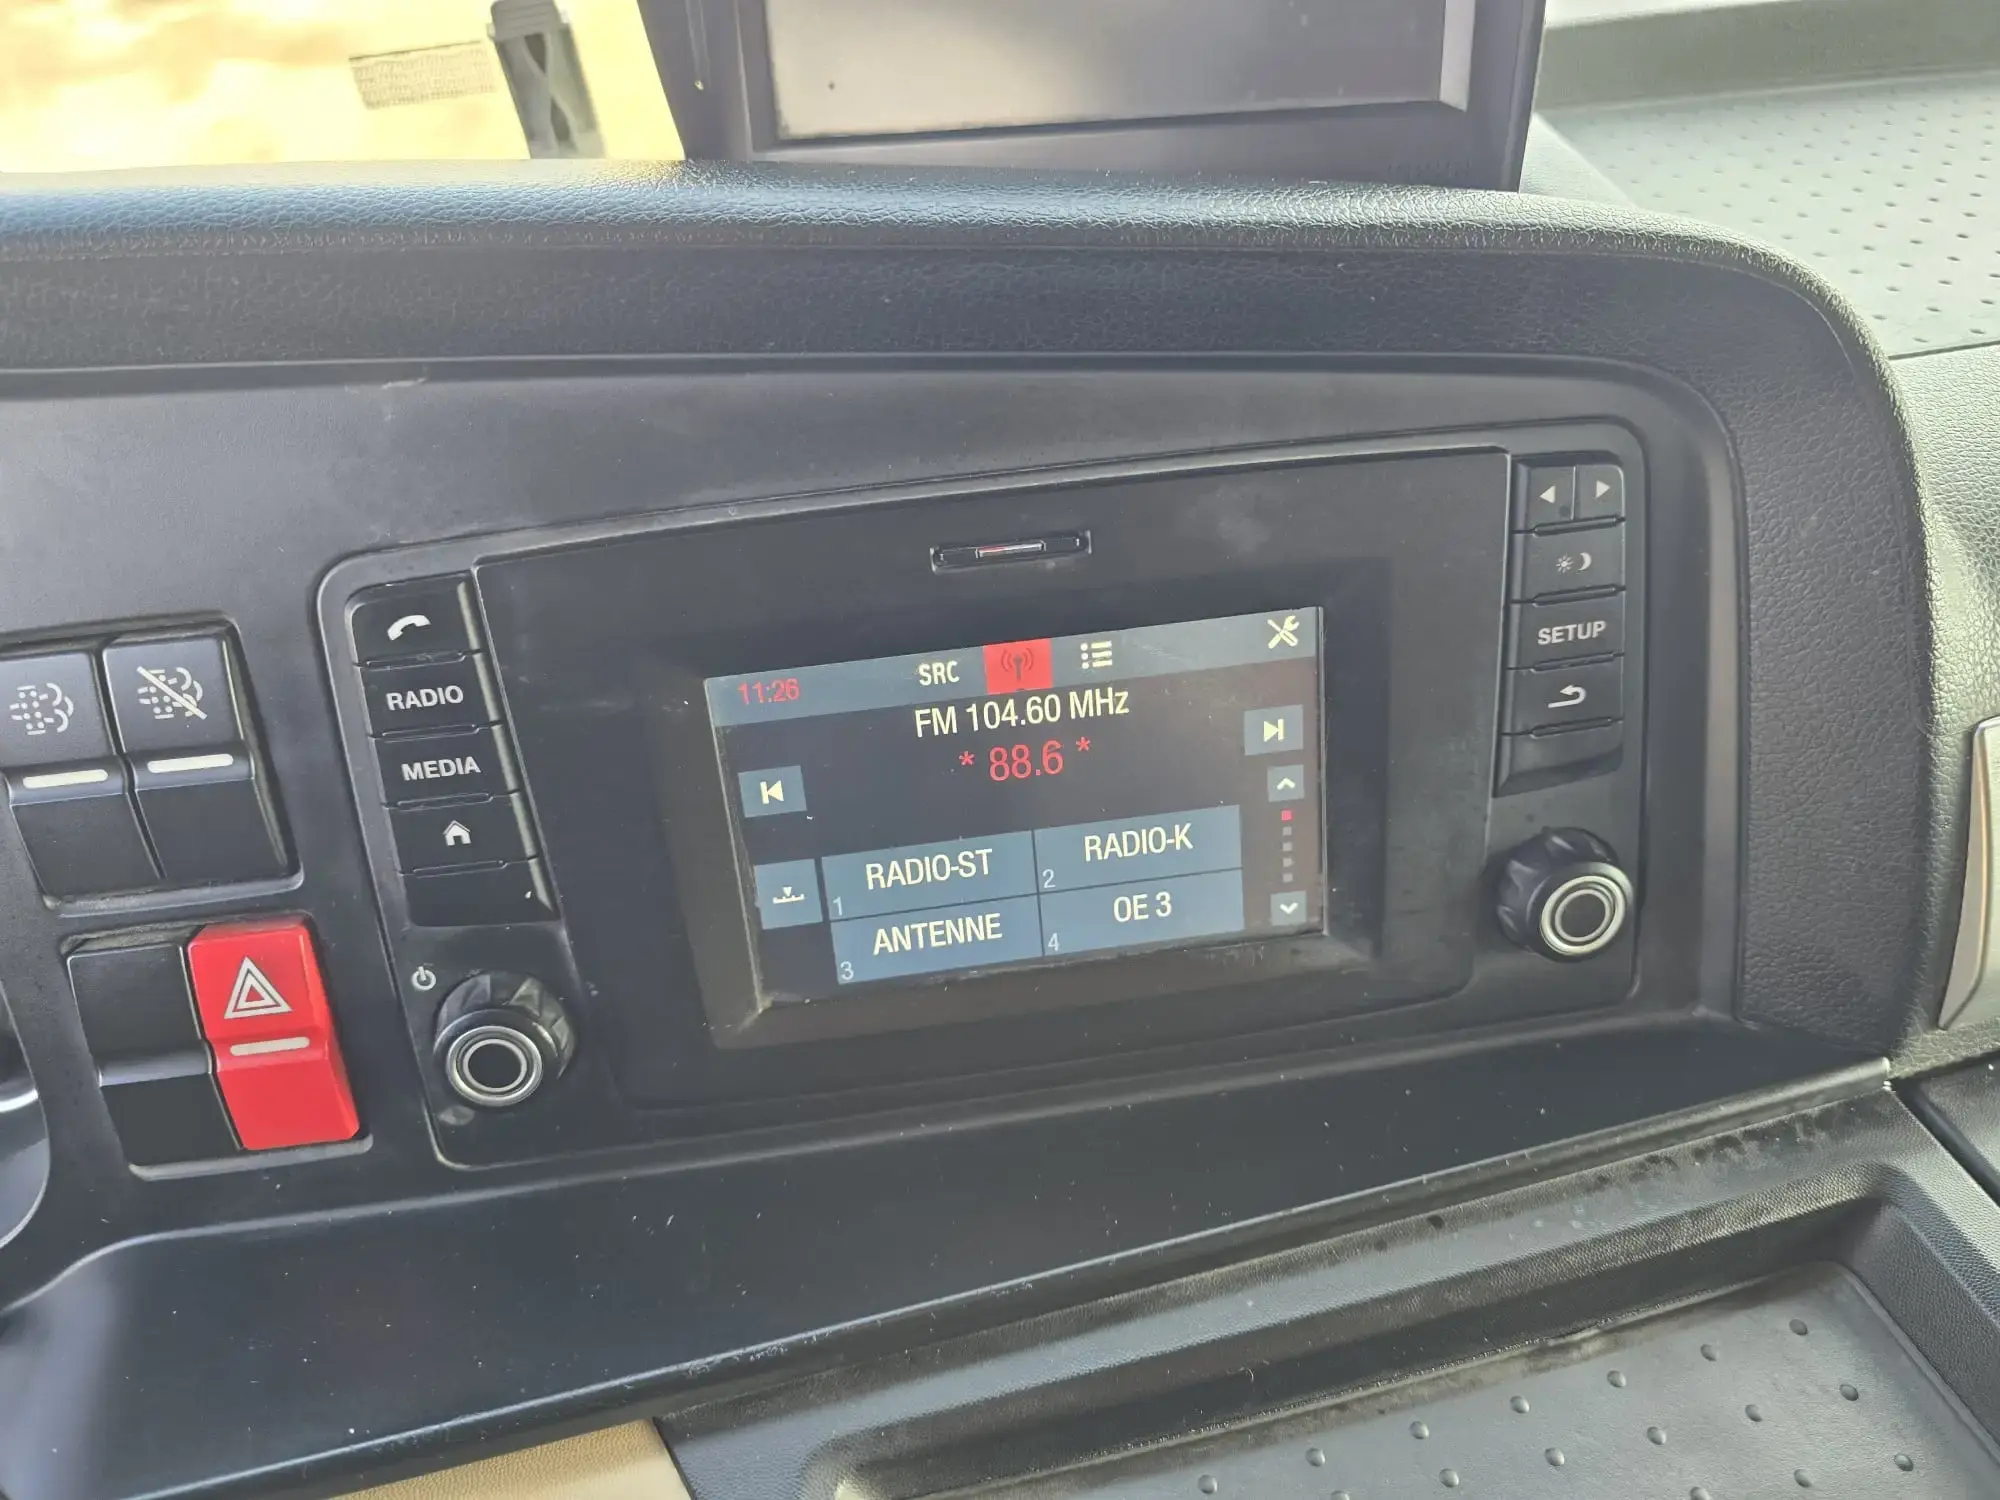 RADIO
MEDIA
SETUP
11:26
SRC
FM 104.60 MHz
* 88.6 *
RADIO-ST
1
RADIO-K
2
ANTENNE
3
OE 3
4